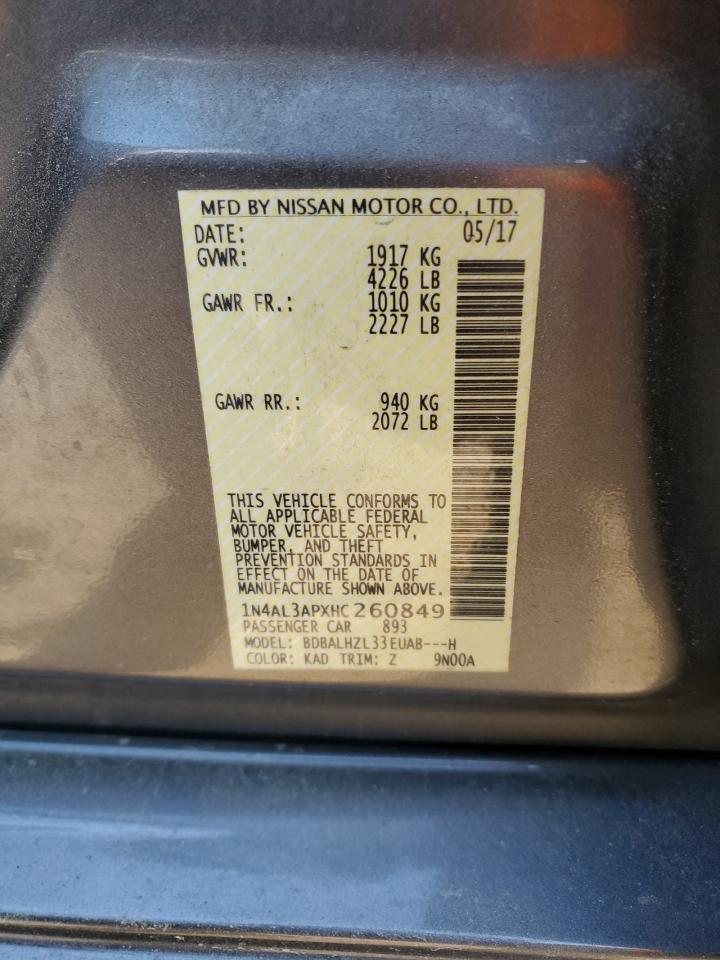 MFD BY NISSAN MOTOR CO., LTD.
DATE: 05/17
GVWR: 1917 KG
4226 LB
GAWR FR.: 1010 KG
2227 LB
GAWR RR.: 940 KG
2072 LB
THIS VEHICLE CONFORMS TO
ALL APPLICABLE FEDERAL
MOTOR VEHICLE SAFETY,
BUMPER, AND THEFT
PREVENTION STANDARDS IN
EFFECT ON THE DATE OF
MANUFACTURE SHOWN ABOVE.
1N4AL3APXHC260849
PASSENGER CAR 893
MODEL: BDBALHZL33EUAB---H
COLOR: KAD TRIM: Z 9N00A